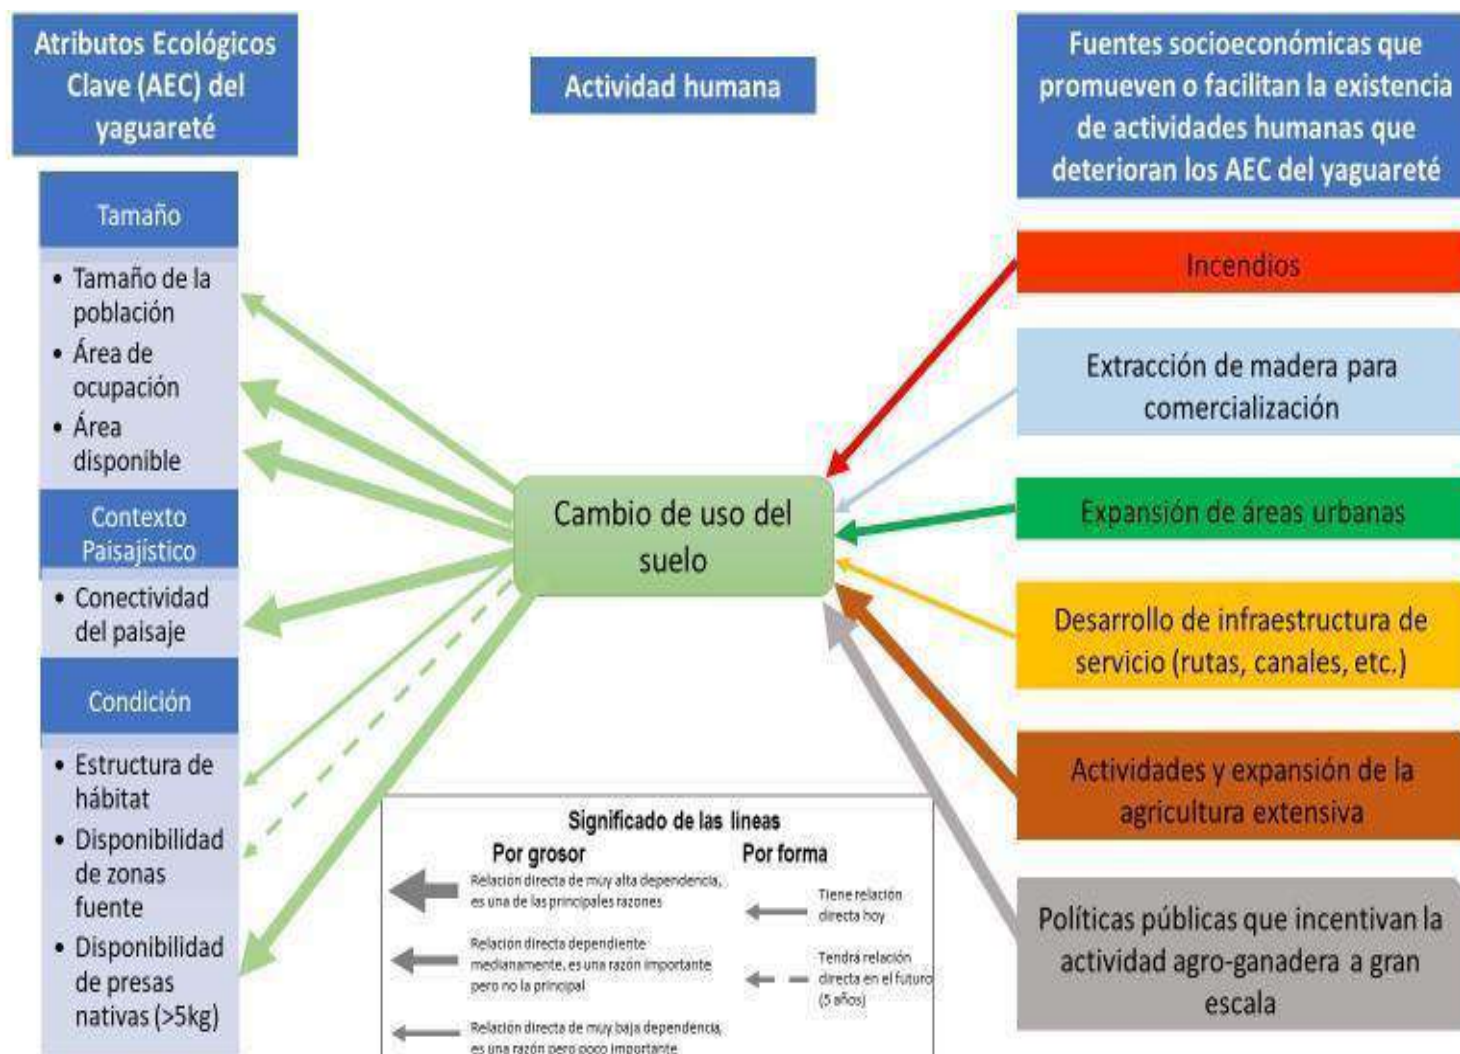 Atributos Ecológicos
Clave (AEC) del
yaguareté
Tamaño
• Tamaño de la
población
• Área de
ocupación
• Área
disponible
Contexto
Paisajístico
• Conectividad
del paisaje
Condición
• Estructura de
hábitat
• Disponibilidad
de zonas
fuente
• Disponibilidad
de presas
nativas (>5kg)
Actividad humana
Cambio de uso del
suelo
Fuentes socioeconómicas que
promueven o facilitan la existencia
de actividades humanas que
deterioran los AEC del yaguareté
Incendios
Extracción de madera para
comercialización
Expansión de áreas urbanas
Desarrollo de infraestructura de
servicio (rutas, canales, etc.)
Actividades y expansión de la
agricultura extensiva
Políticas públicas que incentivan la
actividad agro-ganadera a gran
escala
Significado de las líneas
Por grosor
Relación directa de muy alta dependencia,
es una de las principales razones
Relación directa dependiente
medianamente, es una razón importante
pero no la principal
Relación directa de muy baja dependencia,
es una razón pero poco importante
Por forma
Tiene relación
directa hoy
Tendrá relación
directa en el futuro
(5 años)